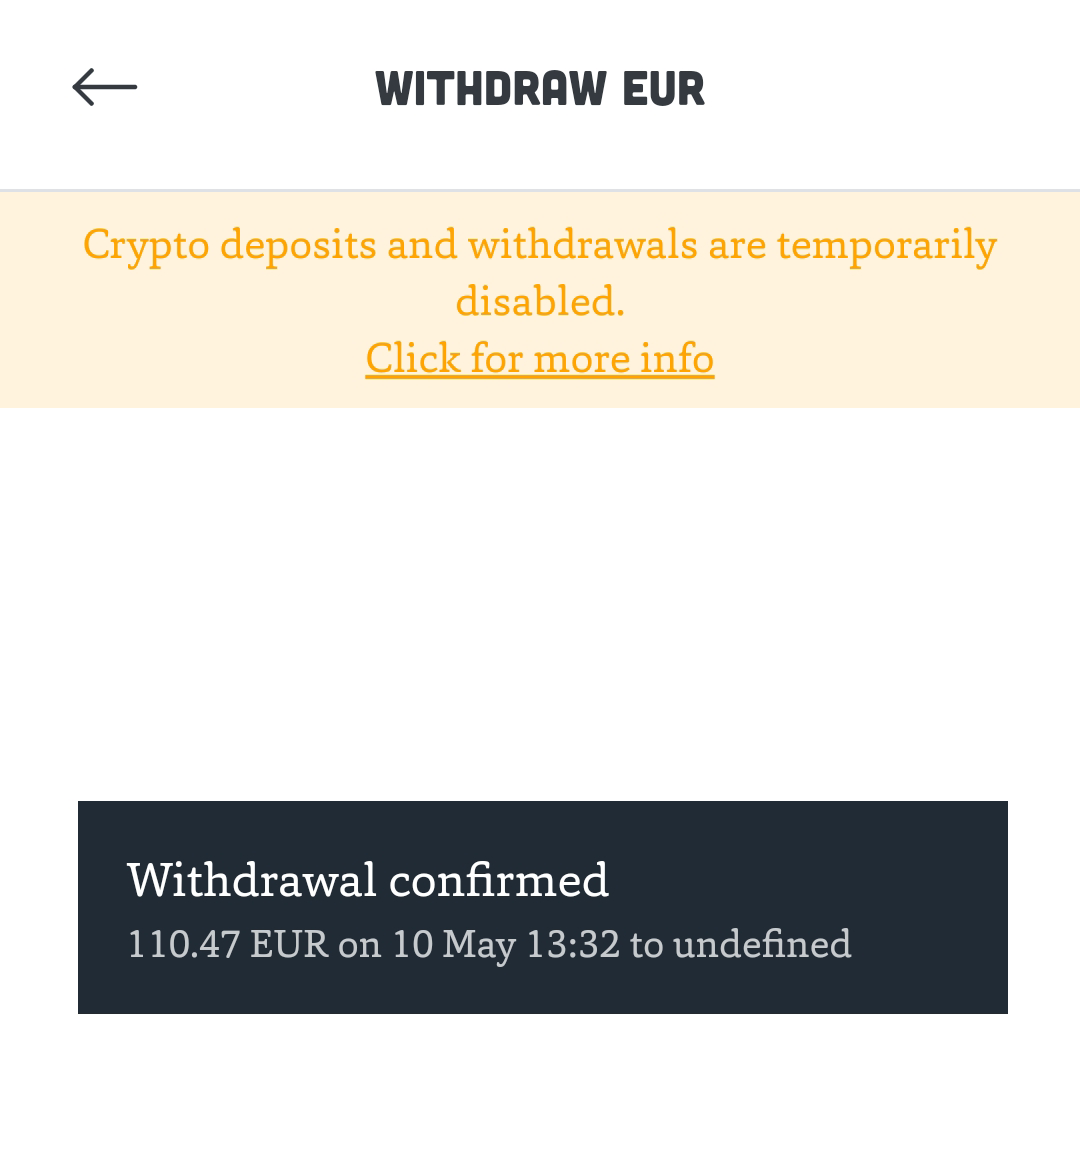 WITHDRAW EUR
Crypto deposits and withdrawals are temporarily
disabled.
Click for more info
Withdrawal confirmed
110.47 EUR on 10 May 13:32 to undefined